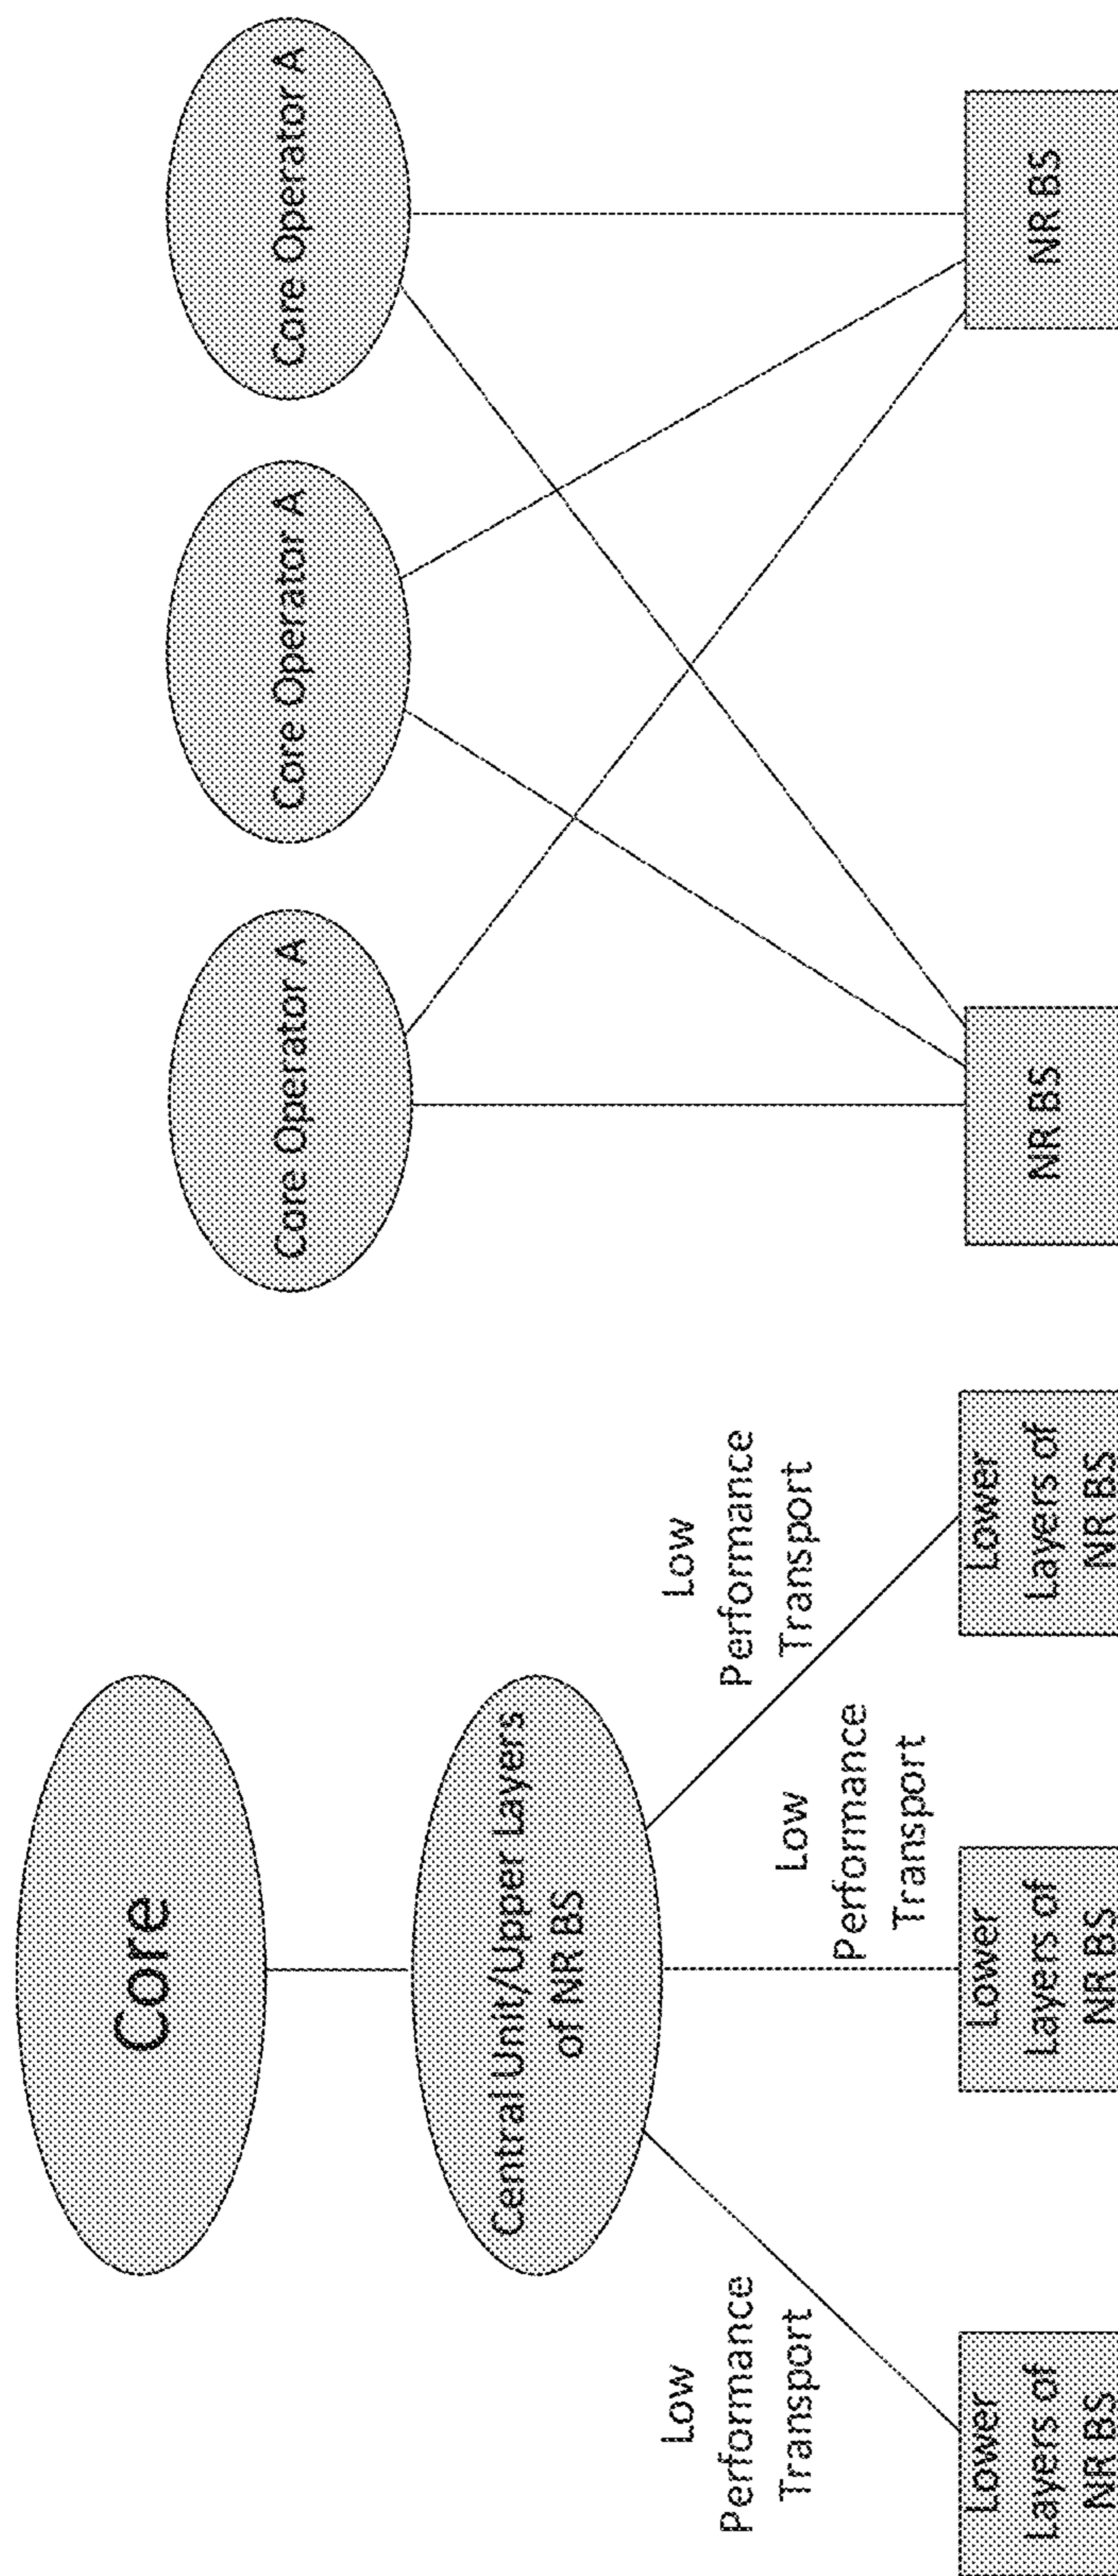 Core
Central Unit/Upper Layers
of NR BS
Low
Performance
Transport
Low
Performance
Transport
Low
Performance
Transport
Lower
Layers of
NR BS
Lower
Layers of
NR BS
Lower
Layers of
NR BS
Core Operator A
Core Operator A
Core Operator A
NR BS
NR BS